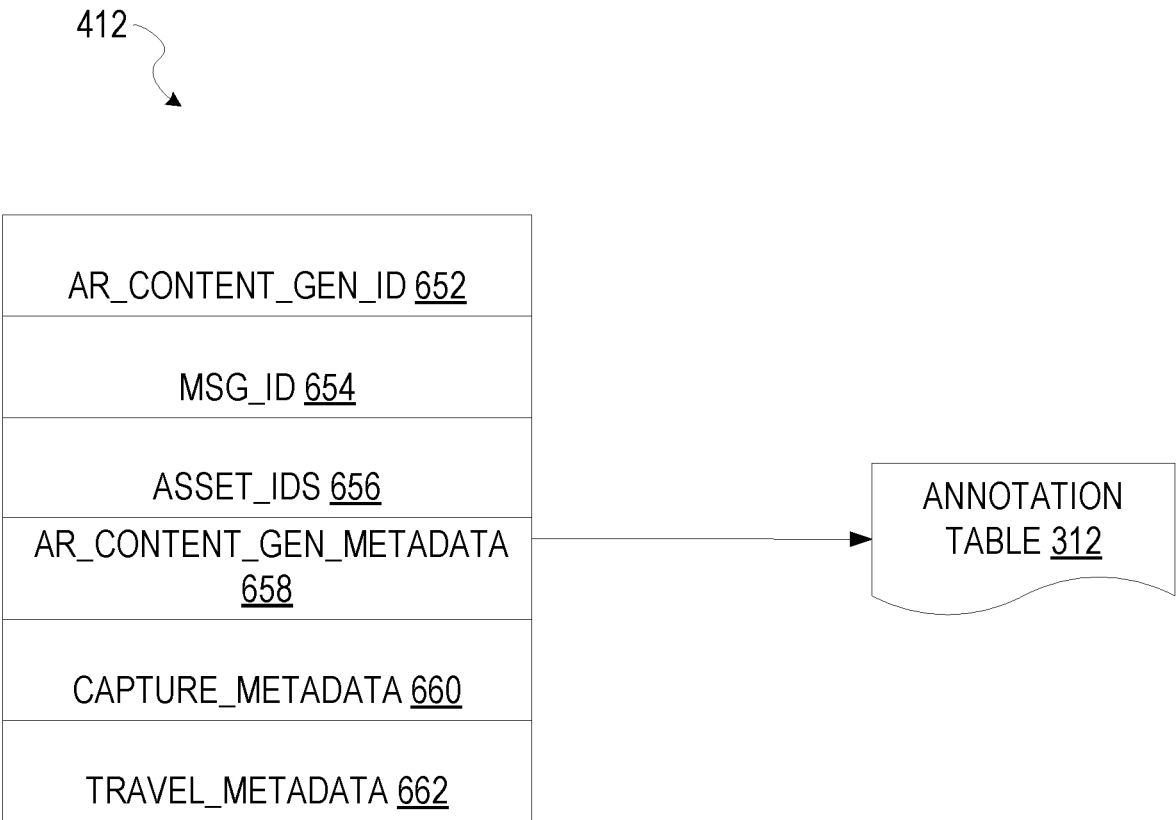 412
AR_CONTENT_GEN_ID 652
MSG_ID 654
ASSET_IDS 656
AR_CONTENT_GEN_METADATA
658
CAPTURE_METADATA 660
TRAVEL_METADATA 662
ANNOTATION
TABLE 312